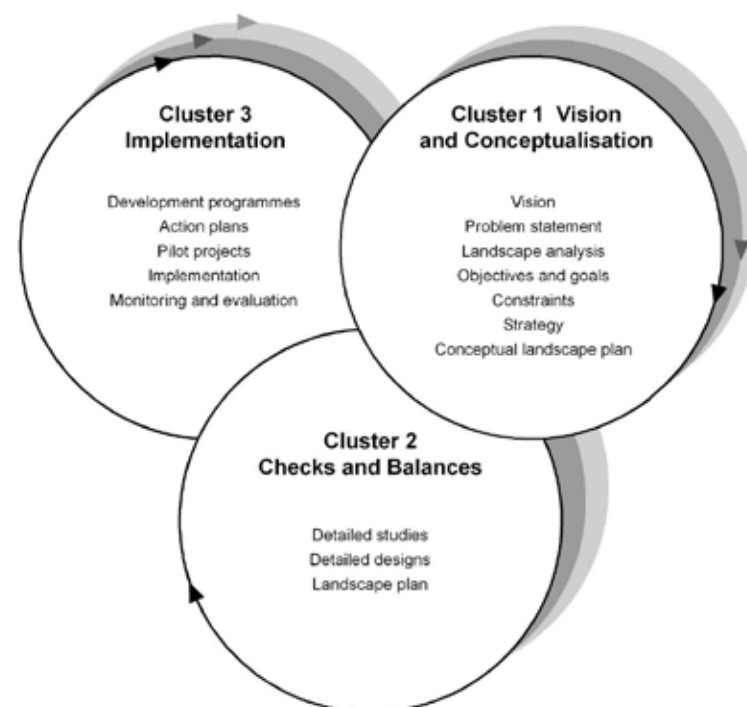 Cluster 3
Implementation
Development programmes
Action plans
Pilot projects
Implementation
Monitoring and evaluation
Cluster 1 Vision
and Conceptualisation
Vision
Problem statement
Landscape analysis
Objectives and goals
Constraints
Strategy
Conceptual landscape plan
Cluster 2
Checks and Balances
Detailed studies
Detailed designs
Landscape plan